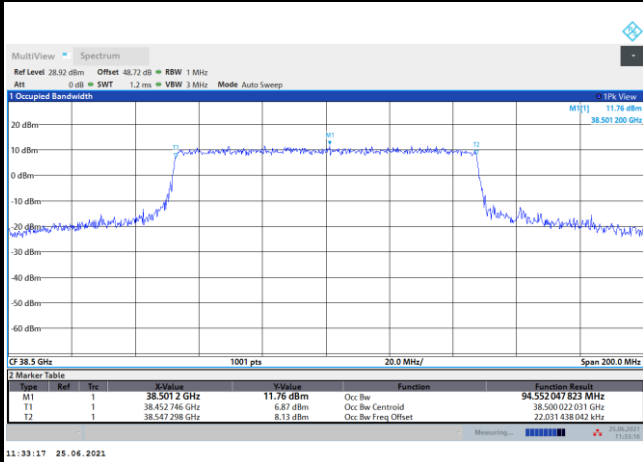 MultiView Spectrum
Ref Level 28.92 dBm Offset 48.72 dB RBW 1 MHz
Att 0 dB SWT 1.2 ms VBW 3 MHz Mode Auto Sweep
1 Occupied Bandwidth 1Pk View
M1[1] 11.76 dBm
38.501 200 GHz
20 dBm
M1
T1
T2
10 dBm
0 dBm
-10 dBm
-20 dBm
-30 dBm
-40 dBm
-50 dBm
-60 dBm
CF 38.5 GHz 1001 pts 20.0 MHz/ Span 200.0 MHz
2 Marker Table
Type Ref Trc X-Value Y-Value Function Function Result
M1 1 38.501 2 GHz 11.76 dBm Occ Bw 94.552 047 823 MHz
T1 1 38.452 746 GHz 6.87 dBm Occ Bw Centroid 38.500 022 031 GHz
T2 1 38.547 298 GHz 8.13 dBm Occ Bw Freq Offset 22.031 438 042 kHz
Measuring... 25.06.2021
11:33:16
11:33:17 25.06.2021